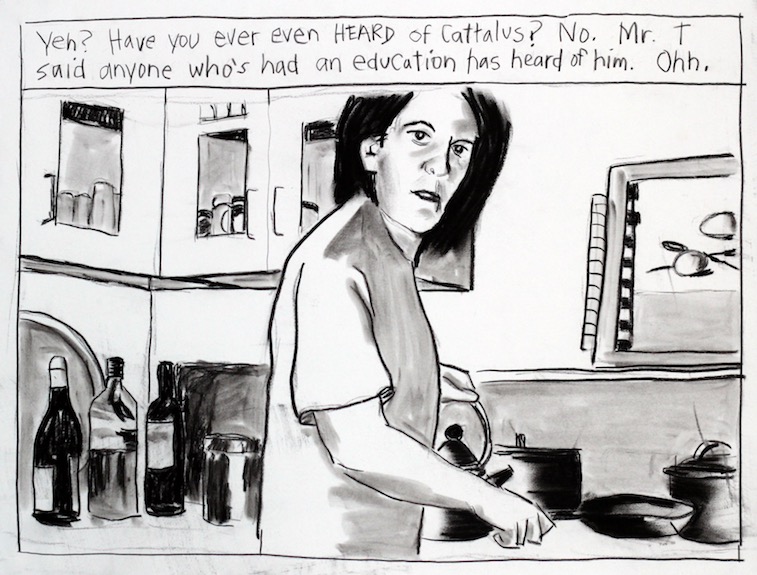 Yeh? Have you ever even HEARD of Cattalus? No. Mr. T
said anyone who's had an education has heard of him. Ohh.